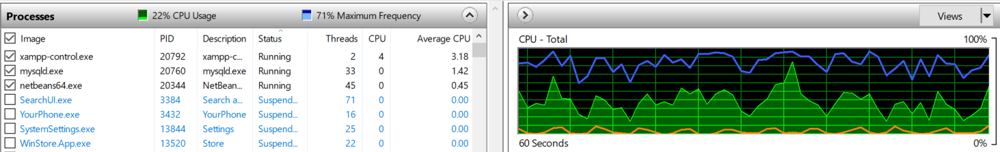 Processes 22% CPU Usage 71% Maximum Frequency Views
Image PID Description Status Threads CPU Average CPU
xampp-control.exe 20792 xampp-c... Running 2 4 3.18
mysqld.exe 20760 mysqld.exe Running 33 0 1.42
netbeans64.exe 20344 NetBean... Running 45 0 0.45
SearchUI.exe 3384 Search a... Suspend... 71 0 0.00
YourPhone.exe 3432 YourPhone Suspend... 16 0 0.00
SystemSettings.exe 13844 Settings Suspend... 25 0 0.00
WinStore.App.exe 13520 Store Suspend... 22 0 0.00
CPU - Total 100%
60 Seconds 0%